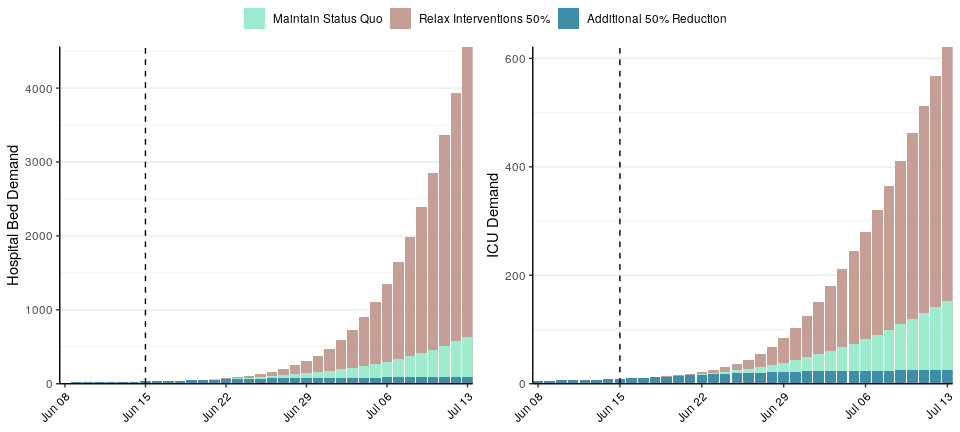 Maintain Status Quo Relax Interventions 50% Additional 50% Reduction
Hospital Bed Demand
4000
3000
2000
1000
0
Jun 08
Jun 15
Jun 22
Jun 29
Jul 06
Jul 13
ICU Demand
600
400
200
0
Jun 08
Jun 15
Jun 22
Jun 29
Jul 06
Jul 13